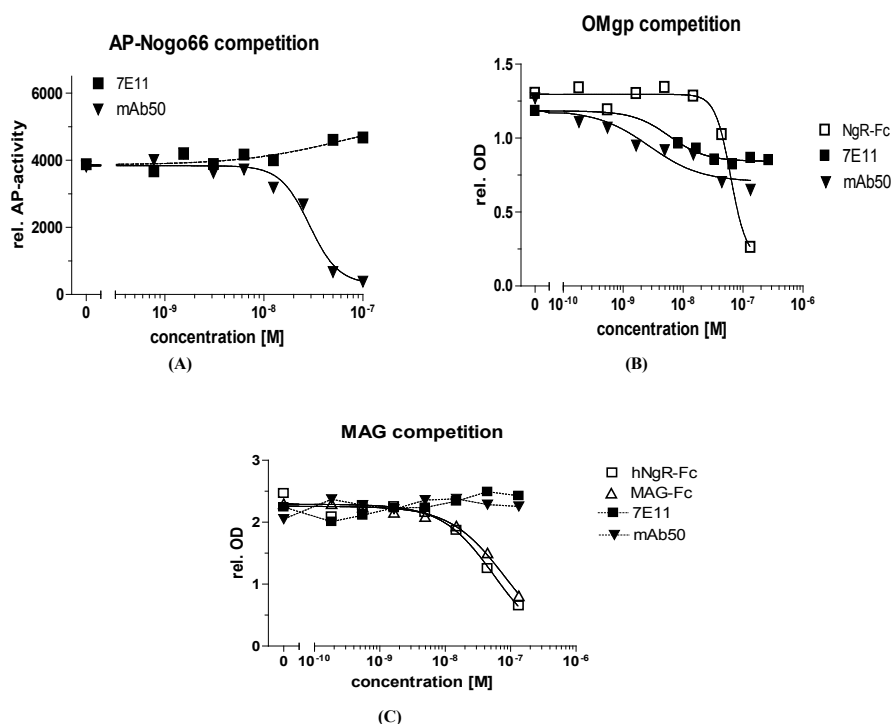 AP-Nogo66 competition
7E11
mAb50
6000
4000
2000
0
rel. AP-activity
0
10-9
10-8
10-7
concentration [M]
(A)
OMgp competition
1.5
1.0
0.5
0.0
rel. OD
NgR-Fc
7E11
mAb50
0
10-10
10-9
10-8
10-7
10-6
concentration [M]
(B)
MAG competition
3
2
1
0
rel. OD
hNgR-Fc
MAG-Fc
7E11
mAb50
0
10-10
10-9
10-8
10-7
10-6
concentration [M]
(C)